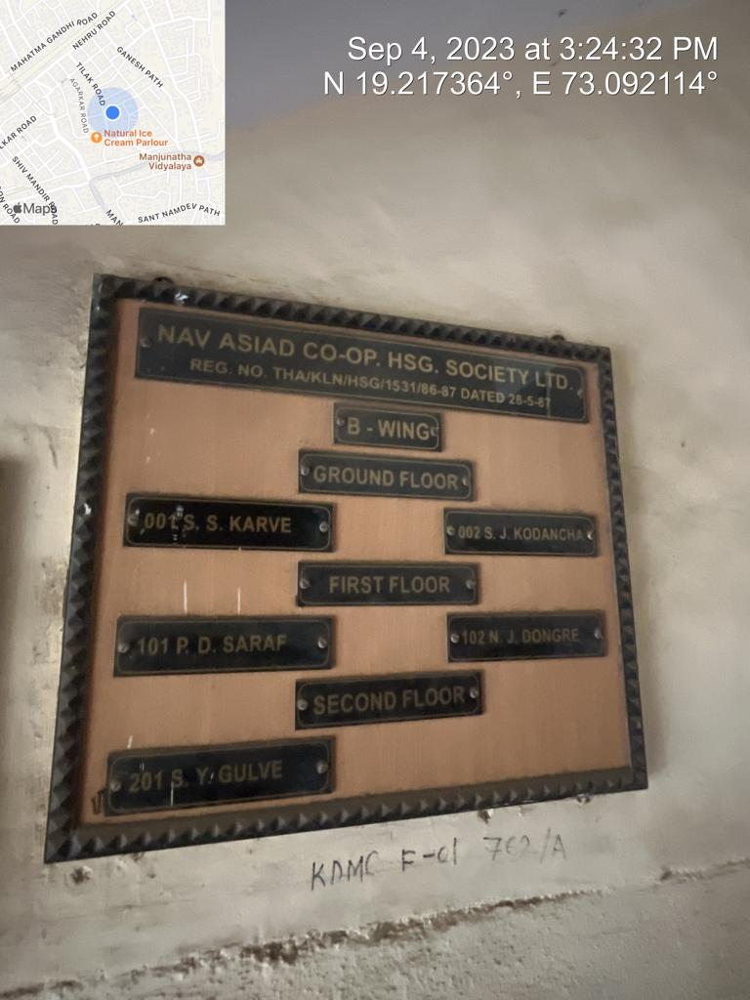 MAHATMA GANDHI ROAD
NEHRU ROAD
GANESH PATH
TILAK ROAD
AGARKAR ROAD
Natural Ice
Cream Parlour
Manjunatha
Vidyalaya
SHIV MANDIR ROAD
SANT NAMDEV PATH
Maps
Sep 4, 2023 at 3:24:32 PM
N 19.217364°, E 73.092114°
NAV ASIAD CO-OP. HSG. SOCIETY LTD.
REG. NO. THA/KLN/HSG/1531/86-87 DATED 28-5-87
B - WING
GROUND FLOOR
001 S. S. KARVE
002 S. J. KODANCHA
FIRST FLOOR
101 P. D. SARAF
102 N. J. DONGRE
SECOND FLOOR
201 S. Y. GULVE
KDMC F-01 762/A